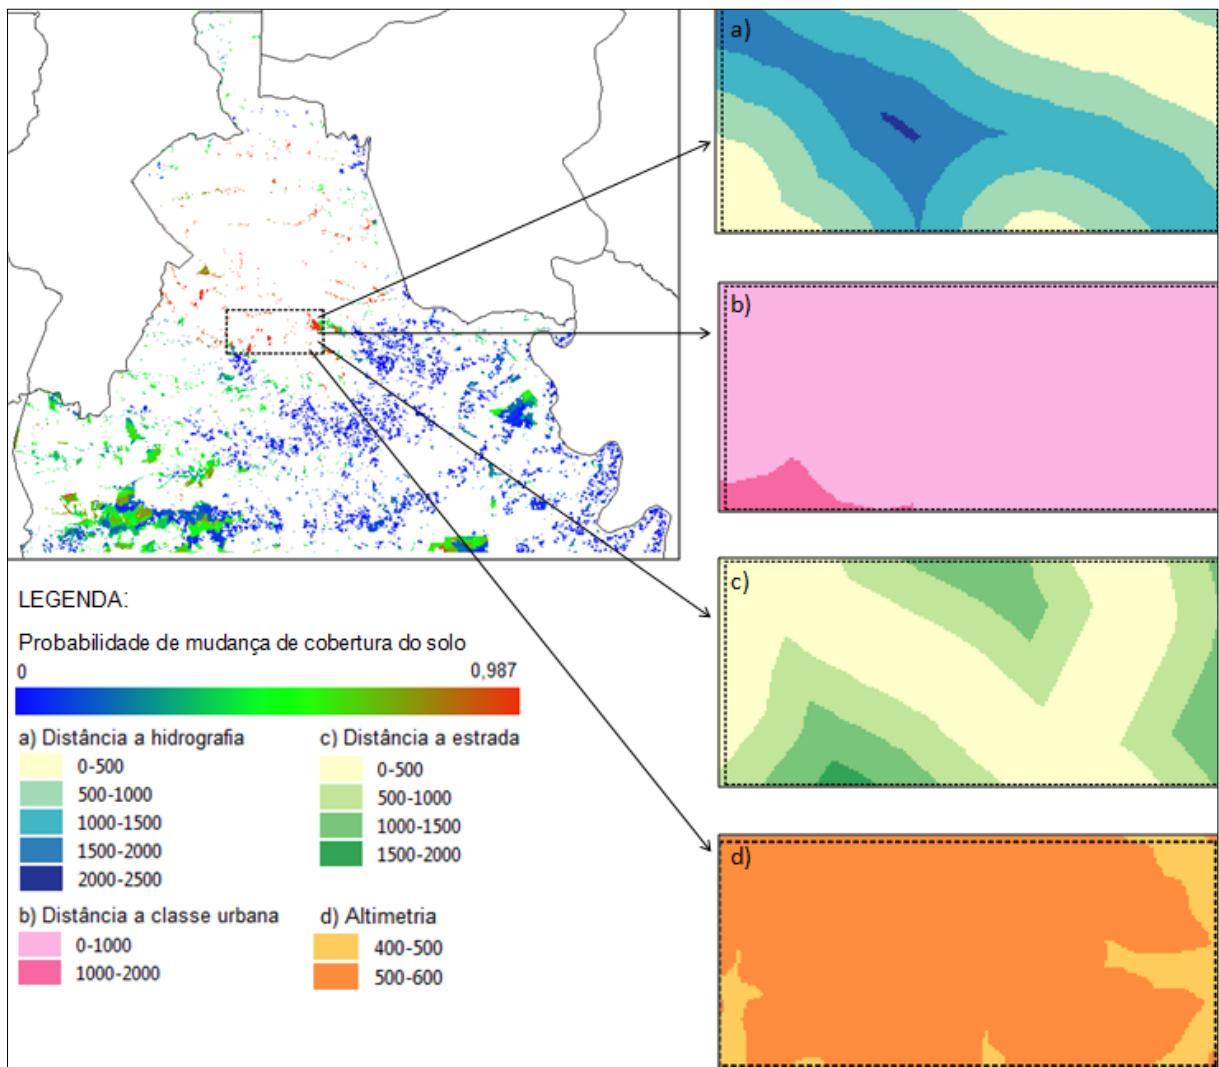 a)
b)
c)
d)
LEGENDA:
Probabilidade de mudança de cobertura do solo
0 0,987
a) Distância a hidrografia
0-500
500-1000
1000-1500
1500-2000
2000-2500
c) Distância a estrada
0-500
500-1000
1000-1500
1500-2000
b) Distância a classe urbana
0-1000
1000-2000
d) Altimetria
400-500
500-600